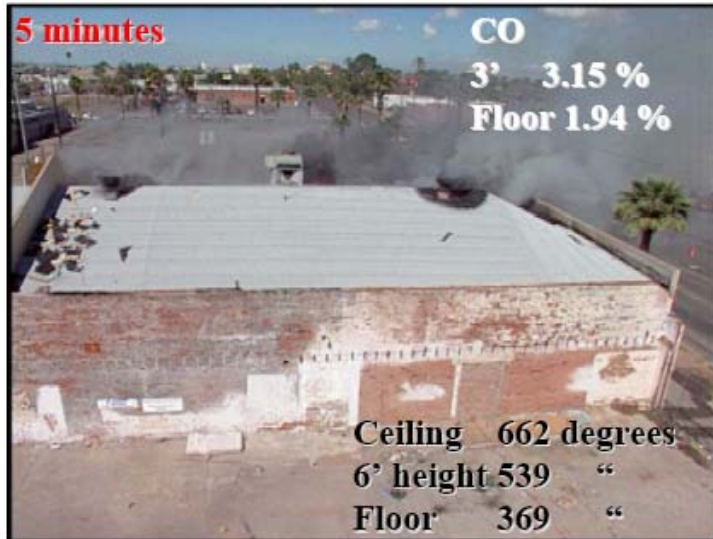 5 minutes
CO
3’ 3.15 %
Floor 1.94 %
Ceiling 662 degrees
6’ height 539 “
Floor 369 “